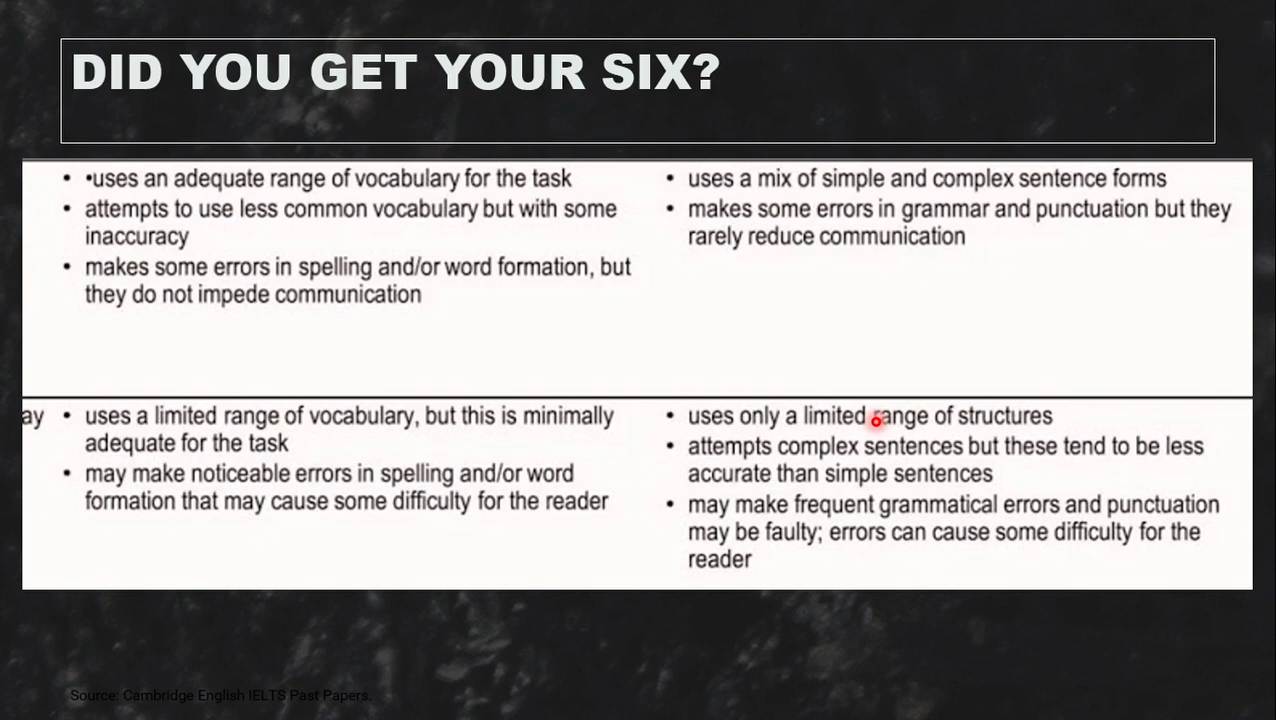 DID YOU GET YOUR SIX?
• •uses an adequate range of vocabulary for the task
• attempts to use less common vocabulary but with some
inaccuracy
• makes some errors in spelling and/or word formation, but
they do not impede communication
• uses a mix of simple and complex sentence forms
• makes some errors in grammar and punctuation but they
rarely reduce communication
ay
• uses a limited range of vocabulary, but this is minimally
adequate for the task
• may make noticeable errors in spelling and/or word
formation that may cause some difficulty for the reader
• uses only a limited range of structures
• attempts complex sentences but these tend to be less
accurate than simple sentences
• may make frequent grammatical errors and punctuation
may be faulty; errors can cause some difficulty for the
reader
Source: Cambridge English IELTS Past Papers.